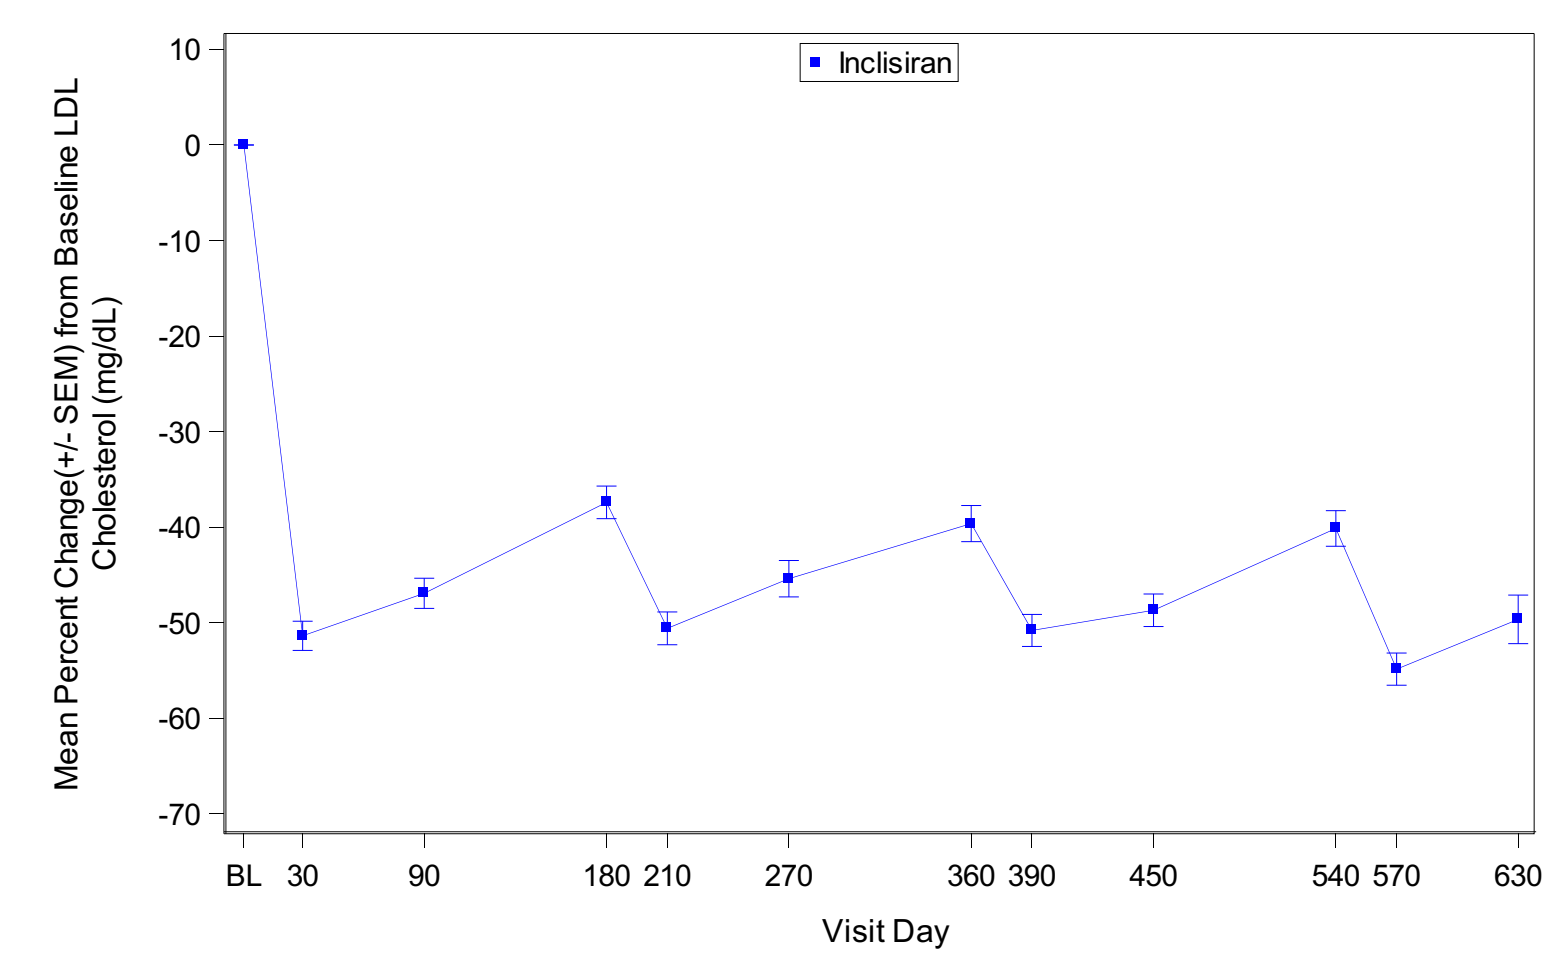 Inclisiran
Mean Percent Change(+/- SEM) from Baseline LDL
Cholesterol (mg/dL)
10
0
-10
-20
-30
-40
-50
-60
-70
BL 30 90 180 210 270 360 390 450 540 570 630
Visit Day